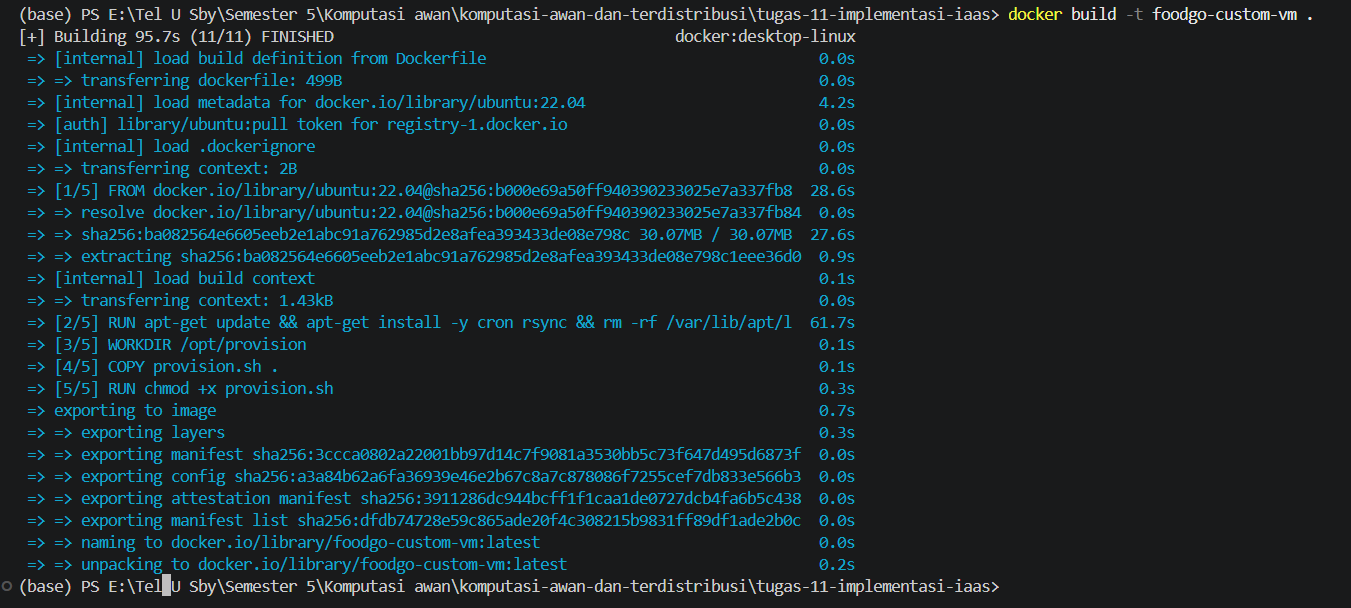 (base) PS E:\Tel U Sby\Semester 5\Komputasi awan\komputasi-awan-dan-terdistribusi\tugas-11-implementasi-iaas> docker build -t foodgo-custom-vm .
[+] Building 95.7s (11/11) FINISHED docker:desktop-linux
=> [internal] load build definition from Dockerfile 0.0s
=> => transferring dockerfile: 499B 0.0s
=> [internal] load metadata for docker.io/library/ubuntu:22.04 4.2s
=> [auth] library/ubuntu:pull token for registry-1.docker.io 0.0s
=> [internal] load .dockerignore 0.0s
=> => transferring context: 2B 0.0s
=> [1/5] FROM docker.io/library/ubuntu:22.04@sha256:b000e69a50ff940390233025e7a337fb8 28.6s
=> => resolve docker.io/library/ubuntu:22.04@sha256:b000e69a50ff940390233025e7a337fb84 0.0s
=> => sha256:ba082564e6605eeb2e1abc91a762985d2e8afea393433de08e798c 30.07MB / 30.07MB 27.6s
=> => extracting sha256:ba082564e6605eeb2e1abc91a762985d2e8afea393433de08e798c1eee36d0 0.9s
=> [internal] load build context 0.1s
=> => transferring context: 1.43kB 0.0s
=> [2/5] RUN apt-get update && apt-get install -y cron rsync && rm -rf /var/lib/apt/l 61.7s
=> [3/5] WORKDIR /opt/provision 0.1s
=> [4/5] COPY provision.sh . 0.1s
=> [5/5] RUN chmod +x provision.sh 0.3s
=> exporting to image 0.7s
=> => exporting layers 0.3s
=> => exporting manifest sha256:3ccca0802a22001bb97d14c7f9081a3530bb5c73f647d495d6873f 0.0s
=> => exporting config sha256:a3a84b62a6fa36939e46e2b67c8a7c878086f7255cef7db833e566b3 0.0s
=> => exporting attestation manifest sha256:3911286dc944bcff1f1caa1de0727dcb4fa6b5c438 0.0s
=> => exporting manifest list sha256:dfdb74728e59c865ade20f4c308215b9831ff89df1ade2b0c 0.0s
=> => naming to docker.io/library/foodgo-custom-vm:latest 0.0s
=> => unpacking to docker.io/library/foodgo-custom-vm:latest 0.2s
(base) PS E:\Tel U Sby\Semester 5\Komputasi awan\komputasi-awan-dan-terdistribusi\tugas-11-implementasi-iaas>